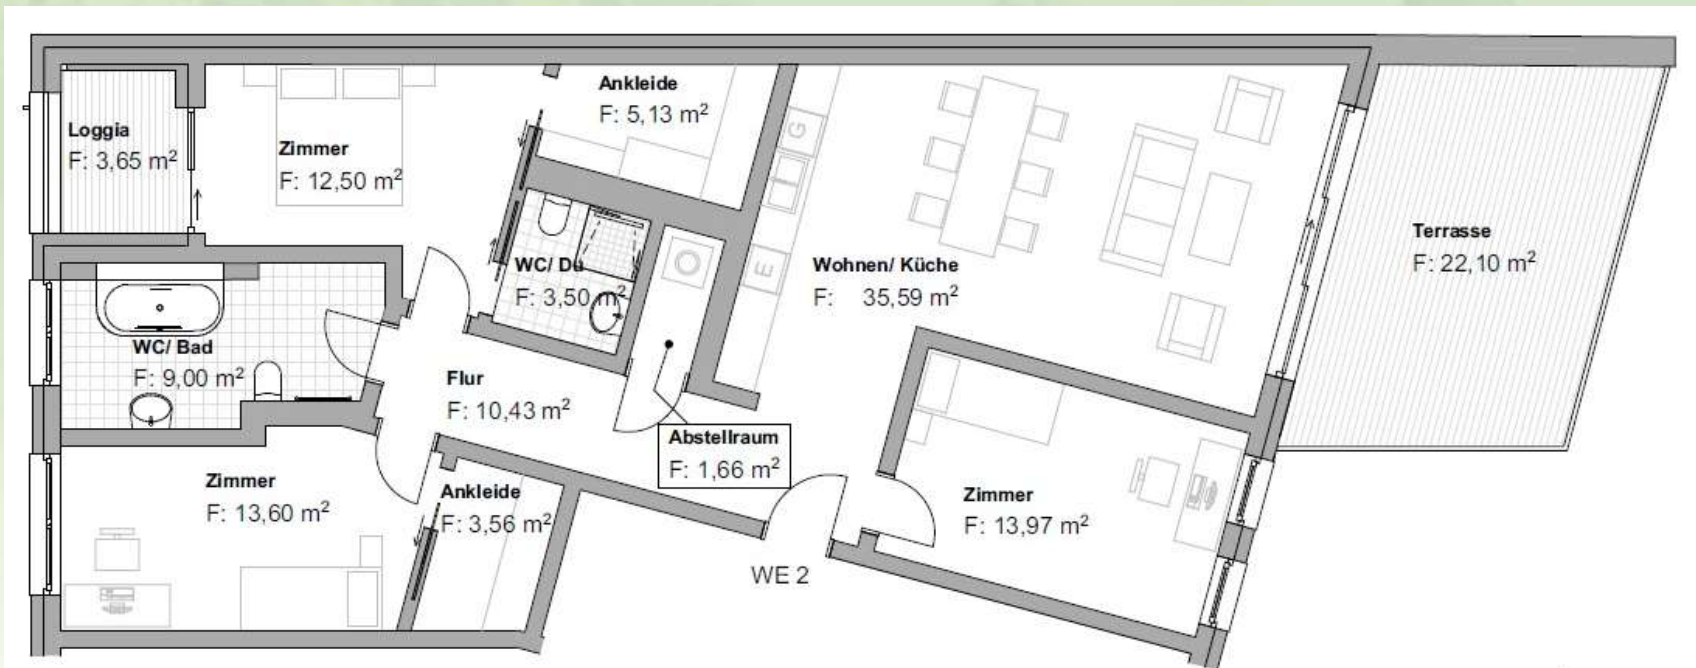 Ankleide
F: 5,13 m²
Loggia
F: 3,65 m²
Zimmer
F: 12,50 m²
G
WC/ Du
F: 3,50 m²
E
Wohnen/ Küche
F: 35,59 m²
Terrasse
F: 22,10 m²
WC/ Bad
F: 9,00 m²
Flur
F: 10,43 m²
Abstellraum
F: 1,66 m²
Zimmer
F: 13,60 m²
Ankleide
F: 3,56 m²
Zimmer
F: 13,97 m²
WE 2